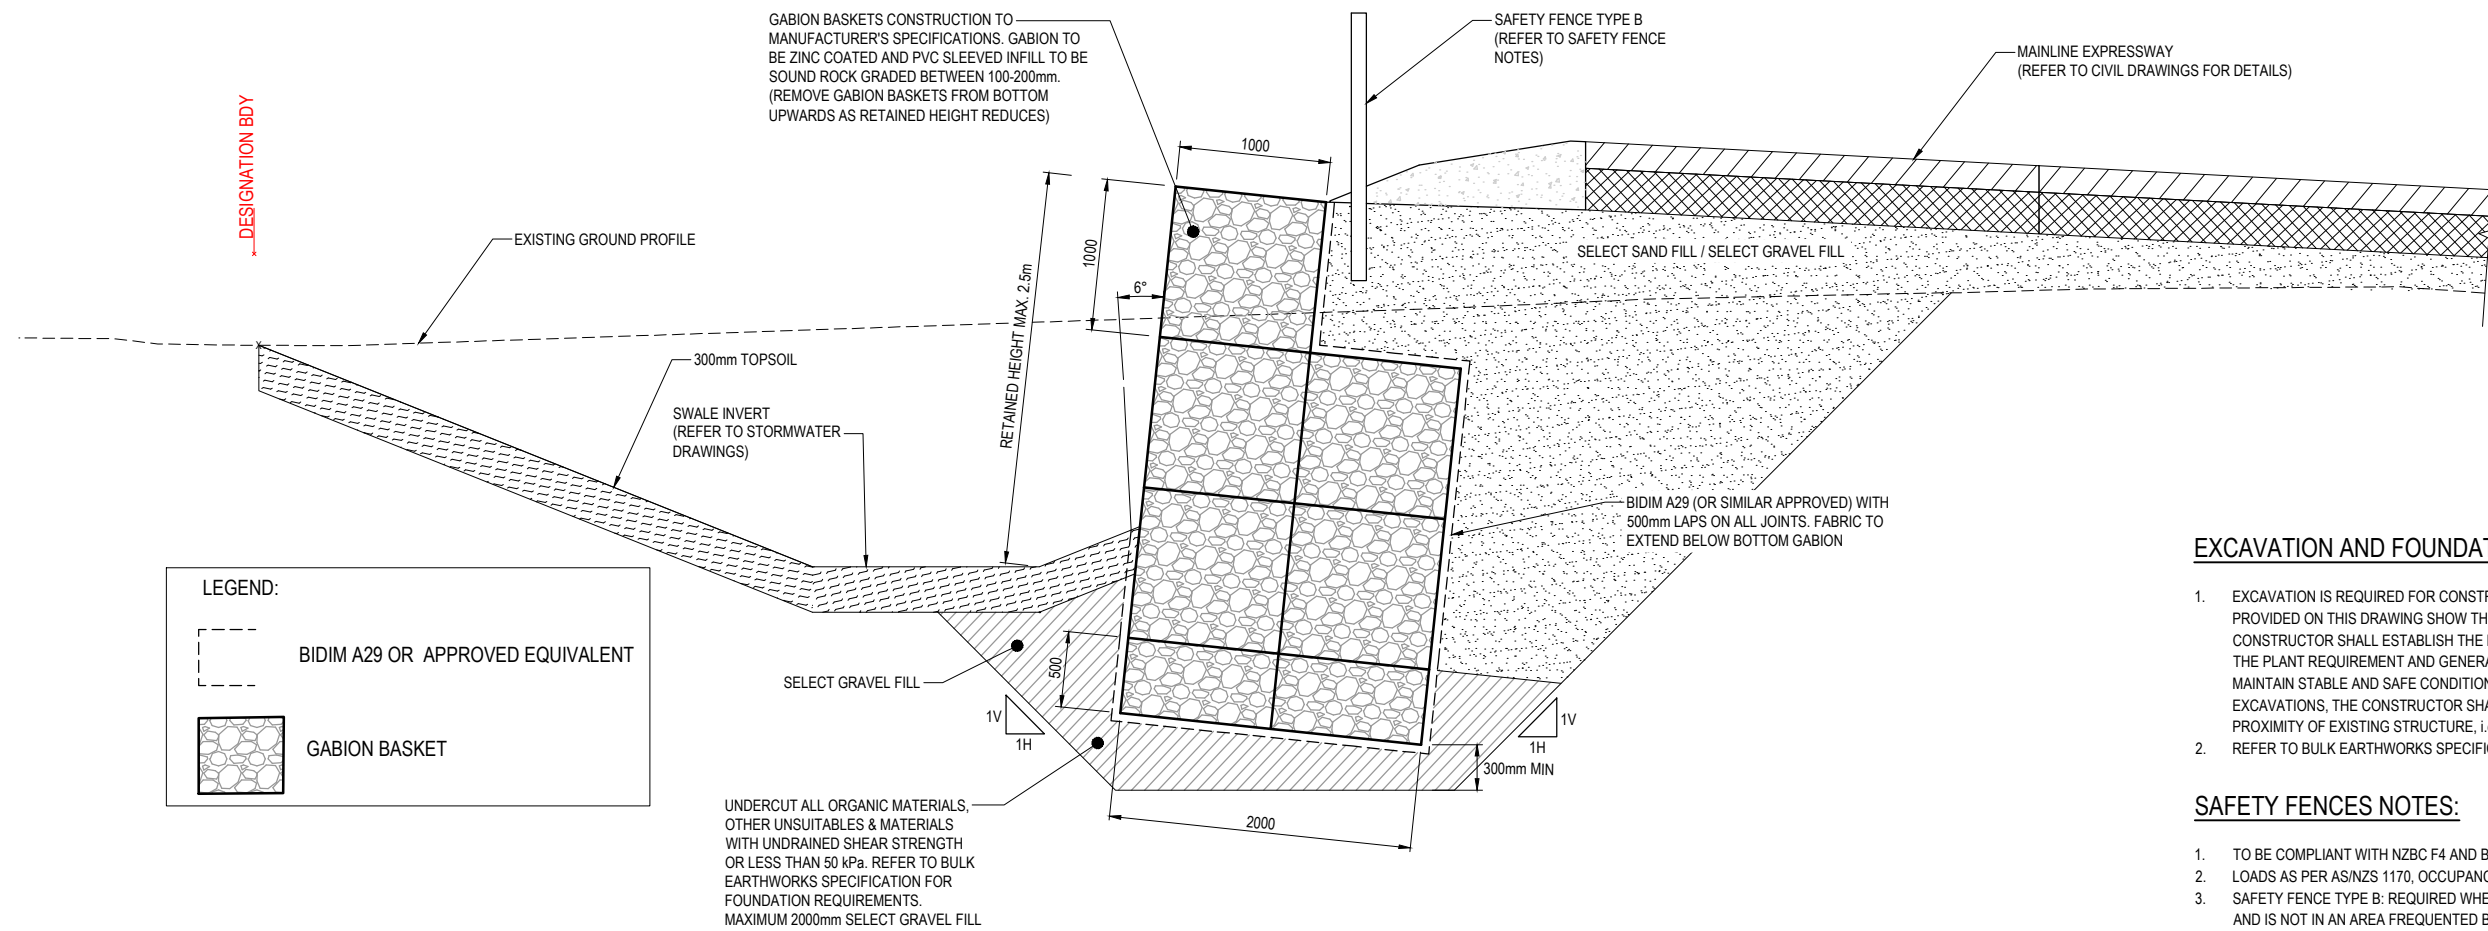 GABION BASKETS CONSTRUCTION TO
MANUFACTURER'S SPECIFICATIONS. GABION TO
BE ZINC COATED AND PVC SLEEVED INFILL TO BE
SOUND ROCK GRADED BETWEEN 100-200mm.
(REMOVE GABION BASKETS FROM BOTTOM
UPWARDS AS RETAINED HEIGHT REDUCES)
SAFETY FENCE TYPE B
(REFER TO SAFETY FENCE
NOTES)
MAINLINE EXPRESSWAY
(REFER TO CIVIL DRAWINGS FOR DETAILS)
DESIGNATION BDY
1000
1000
RETAINED HEIGHT MAX. 2.5m
6°
EXISTING GROUND PROFILE
SELECT SAND FILL / SELECT GRAVEL FILL
300mm TOPSOIL
SWALE INVERT
(REFER TO STORMWATER
DRAWINGS)
BIDIM A29 (OR SIMILAR APPROVED) WITH
500mm LAPS ON ALL JOINTS. FABRIC TO
EXTEND BELOW BOTTOM GABION
LEGEND:
BIDIM A29 OR APPROVED EQUIVALENT
GABION BASKET
SELECT GRAVEL FILL
500
1V
1H
1V
1H
300mm MIN
2000
UNDERCUT ALL ORGANIC MATERIALS,
OTHER UNSUITABLES & MATERIALS
WITH UNDRAINED SHEAR STRENGTH
OR LESS THAN 50 kPa. REFER TO BULK
EARTHWORKS SPECIFICATION FOR
FOUNDATION REQUIREMENTS.
MAXIMUM 2000mm SELECT GRAVEL FILL
EXCAVATION AND FOUNDAT
1. EXCAVATION IS REQUIRED FOR CONSTR
PROVIDED ON THIS DRAWING SHOW TH
CONSTRUCTOR SHALL ESTABLISH THE
THE PLANT REQUIREMENT AND GENERA
MAINTAIN STABLE AND SAFE CONDITION
EXCAVATIONS, THE CONSTRUCTOR SHA
PROXIMITY OF EXISTING STRUCTURE, i.
2. REFER TO BULK EARTHWORKS SPECIFI
SAFETY FENCES NOTES:
1. TO BE COMPLIANT WITH NZBC F4 AND B
2. LOADS AS PER AS/NZS 1170, OCCUPANC
3. SAFETY FENCE TYPE B: REQUIRED WHE
AND IS NOT IN AN AREA FREQUENTED B